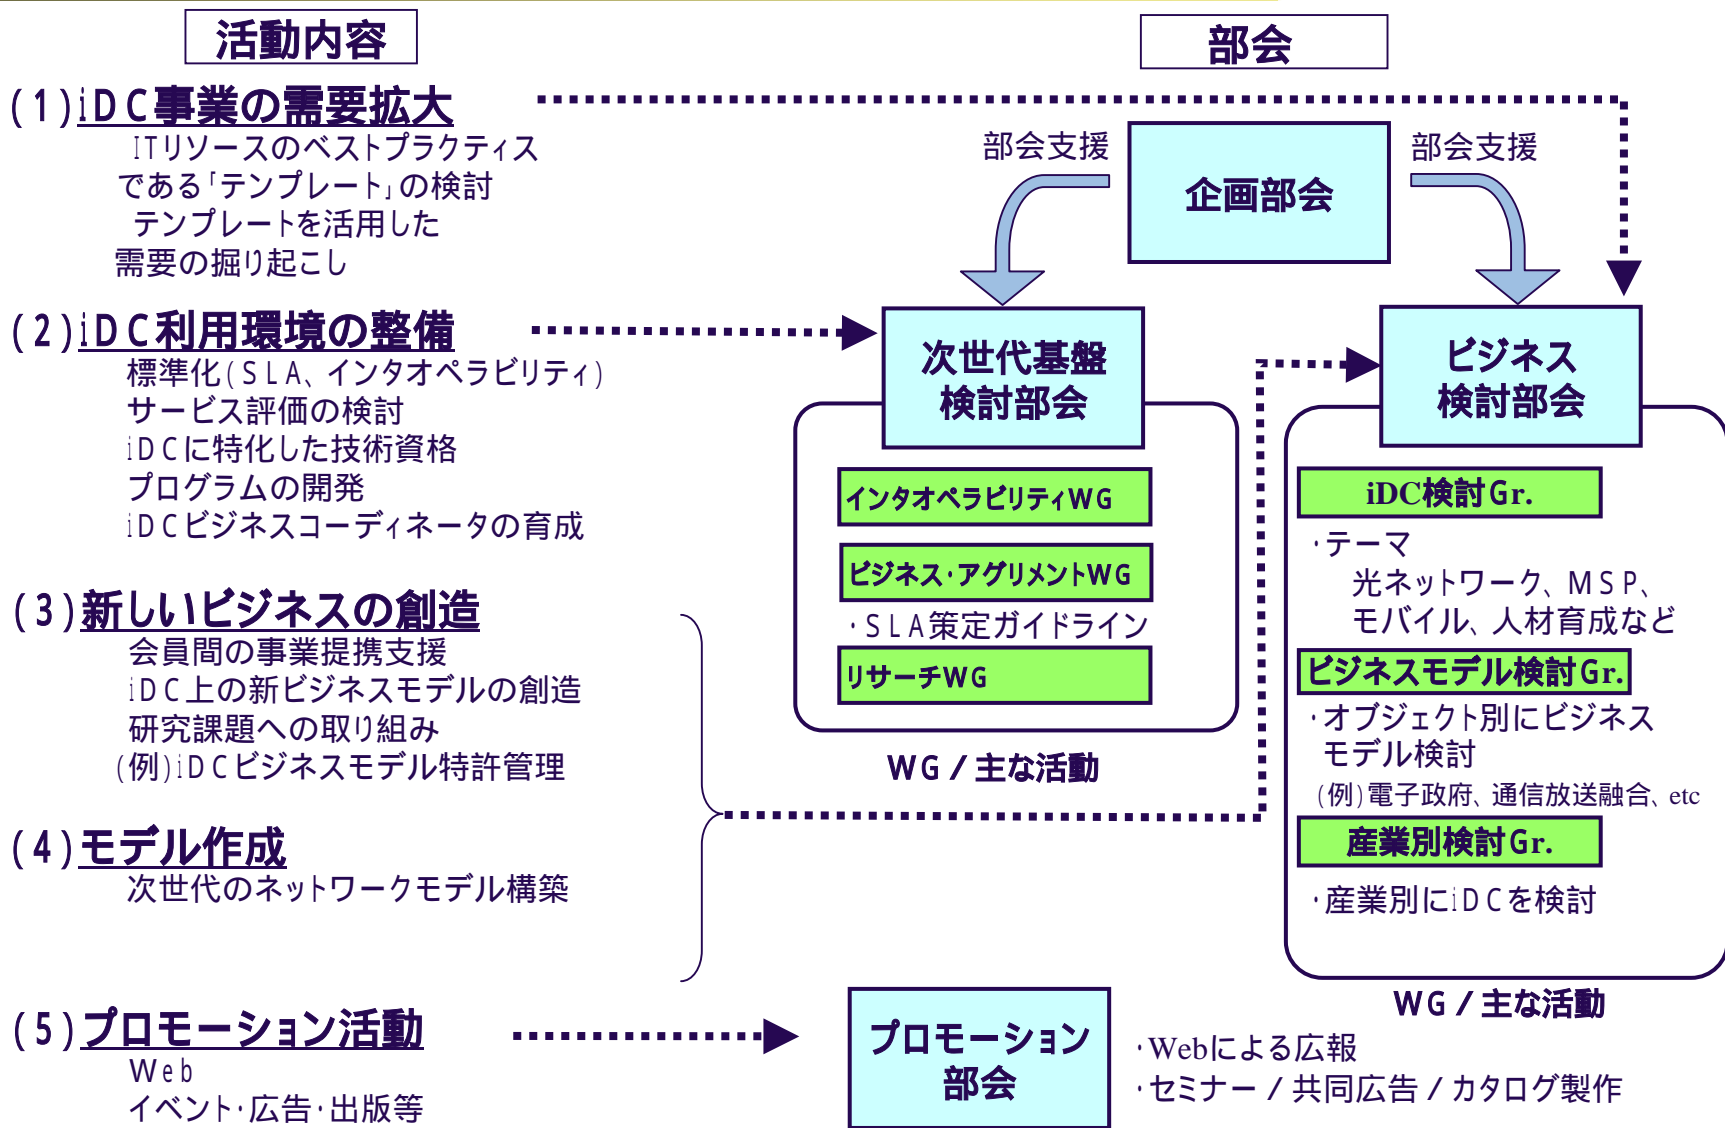 活動内容
(1)iDC事業の需要拡大
ITリソースのベストプラクティス
である「テンプレート」の検討
テンプレートを活用した
需要の掘り起こし
(2)iDC利用環境の整備
標準化(SLA、インタオペラビリティ)
サービス評価の検討
iDCに特化した技術資格
プログラムの開発
iDCビジネスコーディネータの育成
(3)新しいビジネスの創造
会員間の事業提携支援
iDC上の新ビジネスモデルの創造
研究課題への取り組み
(例)iDCビジネスモデル特許管理
(4)モデル作成
次世代のネットワークモデル構築
(5)プロモーション活動
Web
イベント・広告・出版等
部会
部会支援
企画部会
部会支援
次世代基盤
検討部会
インタオペラビリティWG
ビジネス・アグリメントWG
・SLA策定ガイドライン
リサーチWG
WG/主な活動
ビジネス
検討部会
iDC検討Gr.
・テーマ
光ネットワーク、MSP、
モバイル、人材育成など
ビジネスモデル検討Gr.
・オブジェクト別にビジネス
モデル検討
(例)電子政府、通信放送融合、etc
産業別検討Gr.
・産業別にiDCを検討
WG/主な活動
プロモーション
部会
・Webによる広報
・セミナー/共同広告/カタログ製作